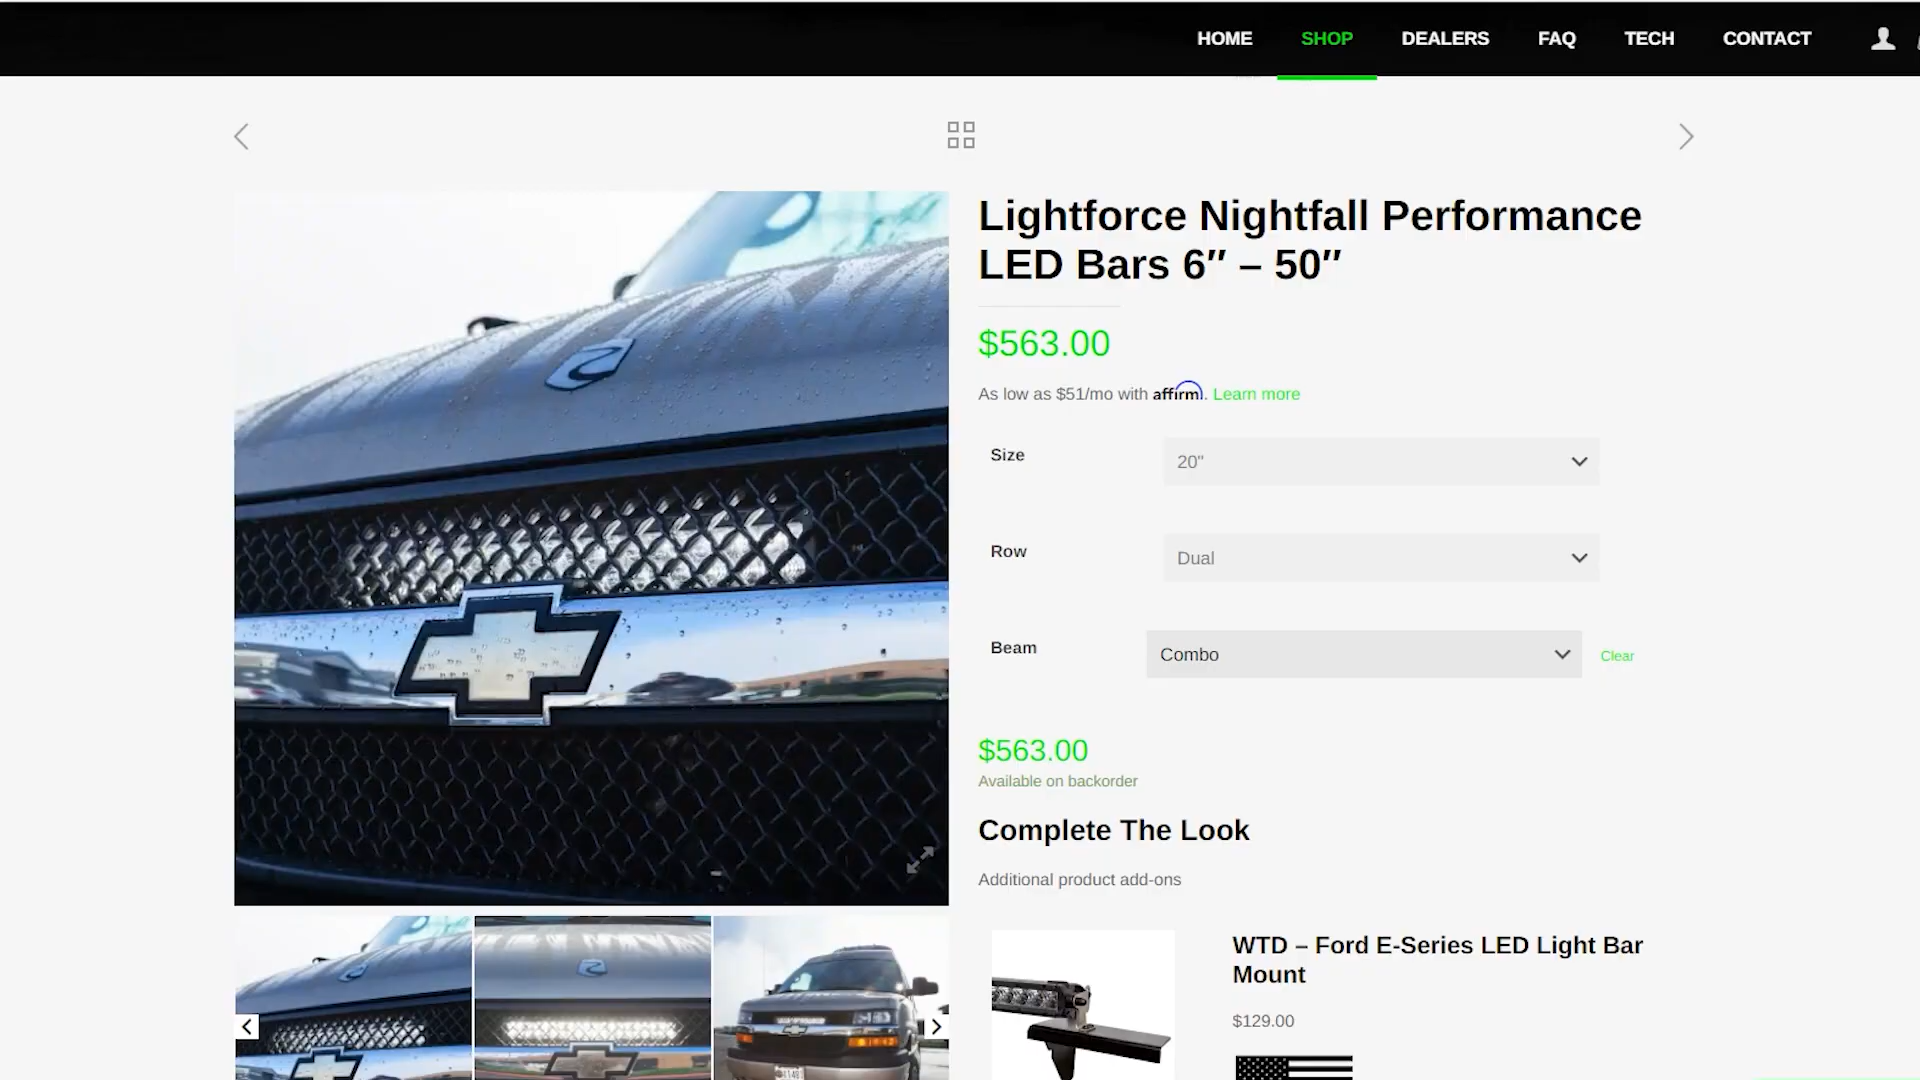 HOME SHOP DEALERS FAQ TECH CONTACT
Lightforce Nightfall Performance
LED Bars 6″ – 50″
$563.00
As low as $51/mo with affirm. Learn more
Size 20"
Row Dual
Beam Combo Clear
$563.00
Available on backorder
Complete The Look
Additional product add-ons
WTD – Ford E-Series LED Light Bar
Mount
$129.00